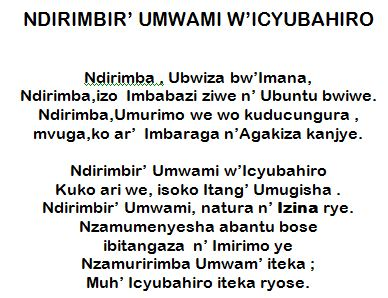 NDIRIMBIR’ UMWAMI W’ICYUBAHIRO
Ndirimba , Ubwiza bw’Imana,
Ndirimba,izo Imbabazi ziwe n’ Ubuntu bwiwe.
Ndirimba,Umurimo we wo kuducungura ,
mvuga,ko ar’ Imbaraga n’Agakiza kanjye.
Ndirimbir’ Umwami w’Icyubahiro
Kuko ari we, isoko Itang’ Umugisha .
Ndirimbir’ Umwami, natura n’ Izina rye.
Nzamumenyesha abantu bose
ibitangaza n’ Imirimo ye
Nzamuririmba Umwam’ iteka ;
Muh’ Icyubahiro iteka ryose.